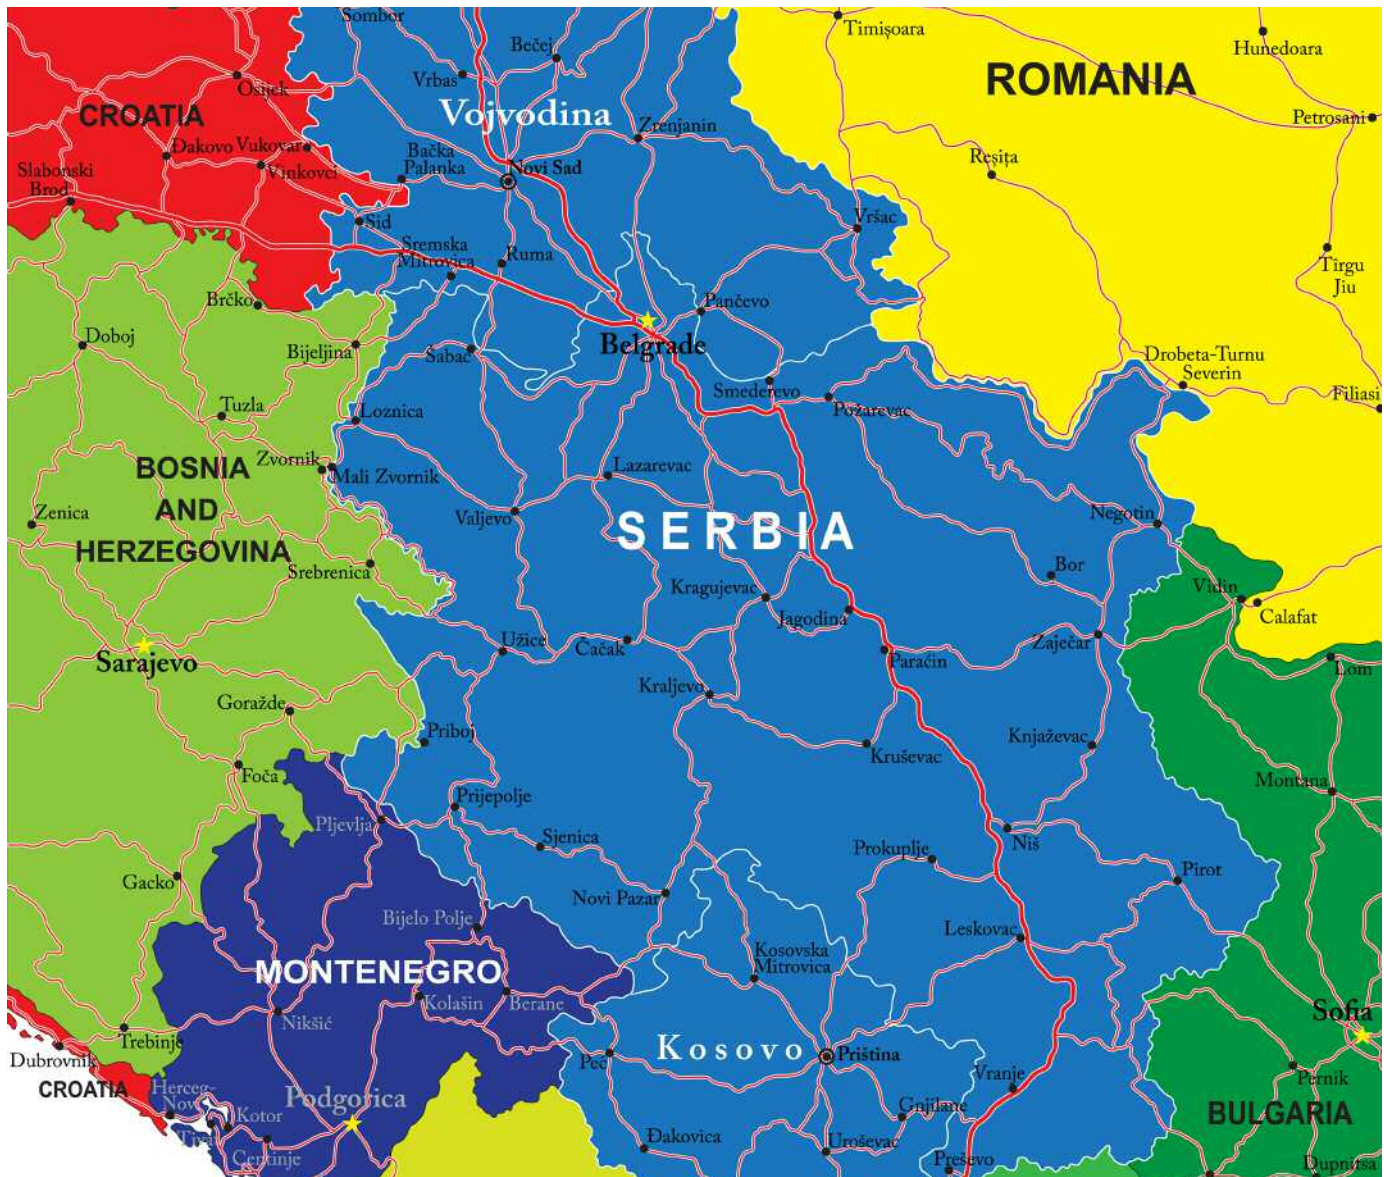 Sombor
Bečej
Timișoara
Hunedoara
Vrbas
ROMANIA
Osijek
CROATIA
Vojvodina
Petrosani
Zrenjanin
Đakovo
Vukovar
Bačka
Palanka
Novi Sad
Reșița
Slabonski
Brod
Vinkovci
Sid
Vršac
Sremska
Mitrovica
Ruma
Tîrgu
Jiu
Brčko
Pančevo
Doboj
Bijeljina
Šabac
Belgrade
Drobeta-Turnu
Severin
Smederevo
Požarevac
Filiasi
Tuzla
Loznica
Zvornik
Mali Zvornik
Lazarevac
BOSNIA
AND
HERZEGOVINA
Zenica
Valjevo
SERBIA
Negotin
Srebrenica
Bor
Kragujevac
Vidin
Jagodina
Calafat
Užice
Čačak
Zaječar
Sarajevo
Paraćin
Lom
Kraljevo
Goražde
Priboj
Knjaževac
Kruševac
Foča
Montana
Prijepolje
Pljevlja
Sjenica
Niš
Prokuplje
Pirot
Gacko
Novi Pazar
Bijelo Polje
Leskovac
Kosovska
Mitrovica
MONTENEGRO
Kolašin
Berane
Nikšić
Sofia
Trebinje
Dubrovnik
Kosovo
Priština
Peć
Vranje
Pernik
CROATIA
Herceg-
Novi
Podgorica
Kotor
Tivat
Gnjilane
BULGARIA
Centinje
Đakovica
Uroševac
Preševo
Dupnitsa